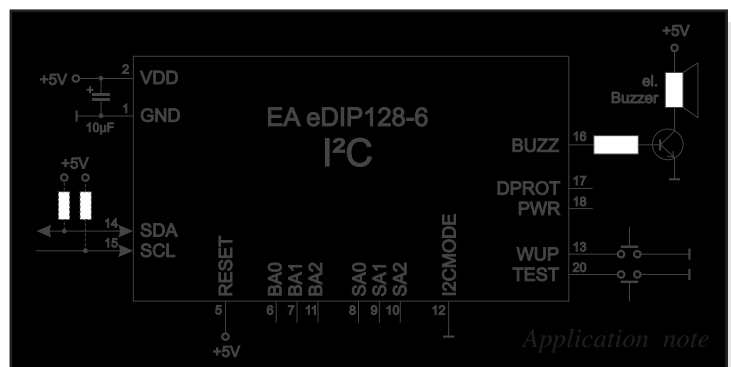 +5V
+5V
2
VDD
1
GND
10µF
EA eDIP128-6
I²C
el.
Buzzer
BUZZ
16
DPROT
17
PWR
18
+5V
14
SDA
15
SCL
WUP
13
TEST
20
RESET
BA0
BA1
BA2
SA0
SA1
SA2
I2CMODE
5
6
7
11
8
9
10
12
+5V
Application note